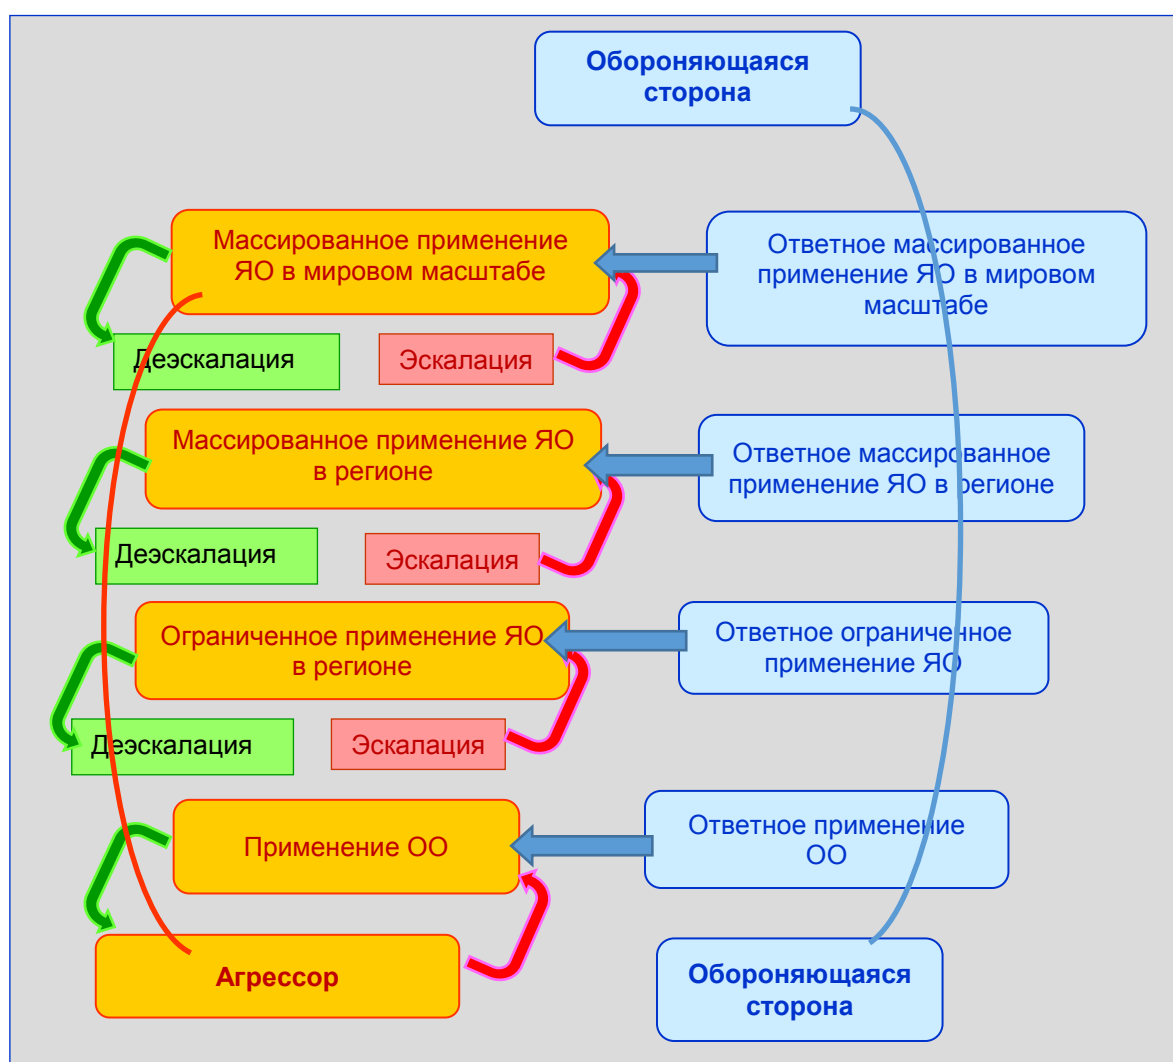 Обороняющаяся
сторона
Массированное применение
ЯО в мировом масштабе
Ответное массированное
применение ЯО в мировом
масштабе
Деэскалация
Эскалация
Массированное применение ЯО
в регионе
Ответное массированное
применение ЯО в регионе
Деэскалация
Эскалация
Ограниченное применение ЯО
в регионе
Ответное ограниченное
применение ЯО
Деэскалация
Эскалация
Применение ОО
Ответное применение
ОО
Агрессор
Обороняющаяся
сторона